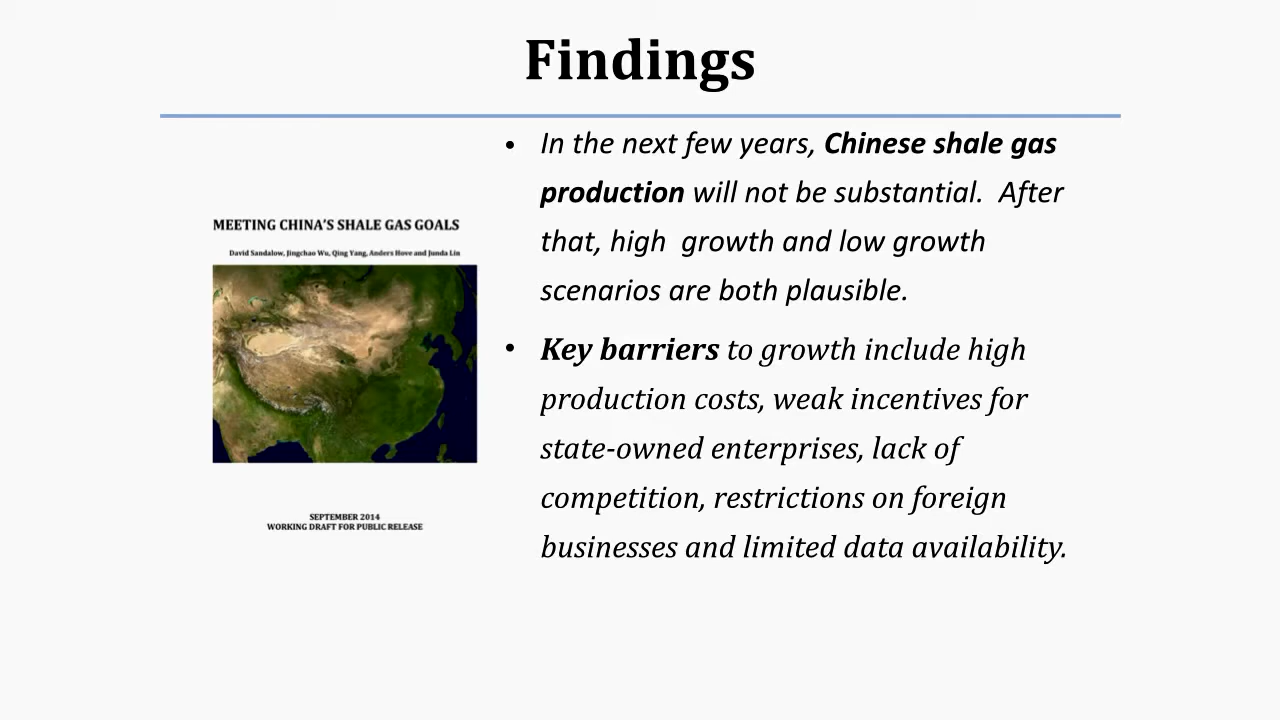 Findings
MEETING CHINA'S SHALE GAS GOALS
David Sandalow, Jingchao Wu, Qing Yang, Anders Hove and Junda Lin
SEPTEMBER 2014
WORKING DRAFT FOR PUBLIC RELEASE
• In the next few years, Chinese shale gas
production will not be substantial.  After
that, high  growth and low growth
scenarios are both plausible.
• Key barriers to growth include high
production costs, weak incentives for
state-owned enterprises, lack of
competition, restrictions on foreign
businesses and limited data availability.